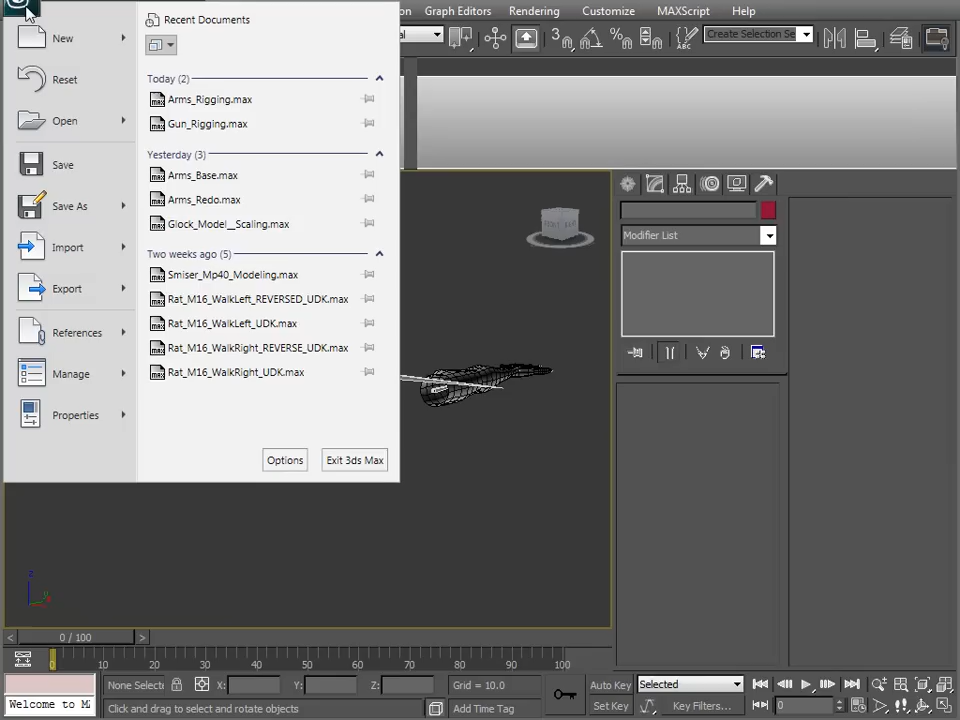 on
Graph Editors
Rendering
Customize
MAXScript
Help
Recent Documents
al
Create Selection Se
New
Reset
Open
Save
Save As
Import
Export
References
Manage
Properties
Today (2)
Arms_Rigging.max
Gun_Rigging.max
Yesterday (3)
Arms_Base.max
Arms_Redo.max
Glock_Model__Scaling.max
Two weeks ago (5)
Smiser_Mp40_Modeling.max
Rat_M16_WalkLeft_REVERSED_UDK.max
Rat_M16_WalkLeft_UDK.max
Rat_M16_WalkRight_REVERSE_UDK.max
Rat_M16_WalkRight_UDK.max
Options
Exit 3ds Max
Modifier List
0 / 100
0 10 20 30 40 50 60 70 80 90 100
None Selecte
X:
Y:
Z:
Grid = 10.0
Auto Key
Selected
Welcome to M
Click and drag to select and rotate objects
Add Time Tag
Set Key
Key Filters...
0